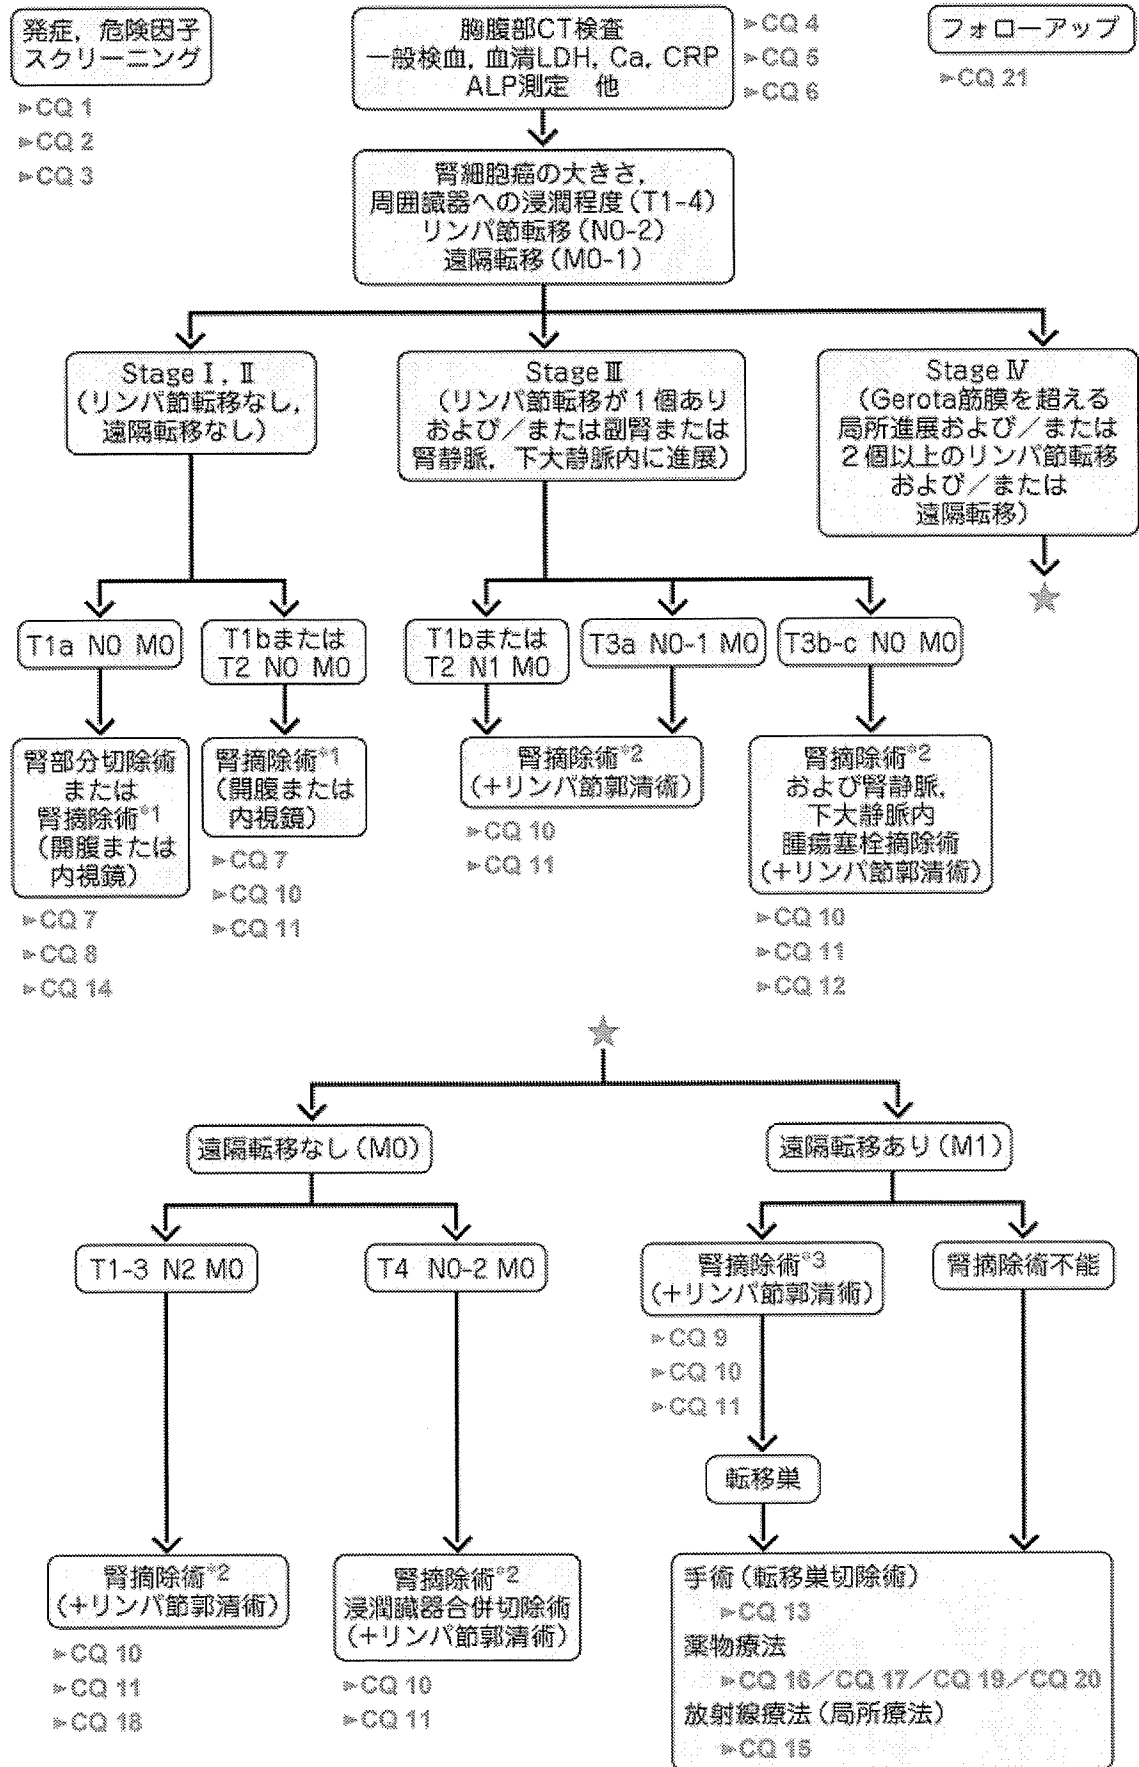 発症，危険因子
スクリーニング
▶CQ 1
▶CQ 2
▶CQ 3
胸腹部CT検査
一般検血，血清LDH，Ca，CRP
ALP測定　他
▶CQ 4
▶CQ 5
▶CQ 6
フォローアップ
▶CQ 21
腎細胞癌の大きさ，
周囲臓器への浸潤程度（T1-4）
リンパ節転移（N0-2）
遠隔転移（M0-1）
Stage Ⅰ，Ⅱ
（リンパ節転移なし，
遠隔転移なし）
Stage Ⅲ
（リンパ節転移が1個あり
および／または副腎または
腎静脈，下大静脈内に進展）
Stage Ⅳ
（Gerota筋膜を超える
局所進展および／または
2個以上のリンパ節転移
および／または
遠隔転移）
★
T1a N0 M0
T1bまたは
T2 N0 M0
T1bまたは
T2 N1 M0
T3a N0-1 M0
T3b-c N0 M0
腎部分切除術
または
腎摘除術*1
（開腹または
内視鏡）
▶CQ 7
▶CQ 8
▶CQ 14
腎摘除術*1
（開腹または
内視鏡）
▶CQ 7
▶CQ 10
▶CQ 11
腎摘除術*2
（+リンパ節郭清術）
▶CQ 10
▶CQ 11
腎摘除術*2
および腎静脈，
下大静脈内
腫瘍塞栓摘除術
（+リンパ節郭清術）
▶CQ 10
▶CQ 11
▶CQ 12
★
遠隔転移なし（M0）
遠隔転移あり（M1）
T1-3 N2 M0
T4 N0-2 M0
腎摘除術*3
（+リンパ節郭清術）
▶CQ 9
▶CQ 10
▶CQ 11
腎摘除術不能
転移巣
腎摘除術*2
（+リンパ節郭清術）
▶CQ 10
▶CQ 11
▶CQ 18
腎摘除術*2
浸潤臓器合併切除術
（+リンパ節郭清術）
▶CQ 10
▶CQ 11
手術（転移巣切除術）
▶CQ 13
薬物療法
▶CQ 16／CQ 17／CQ 19／CQ 20
放射線療法（局所療法）
▶CQ 15